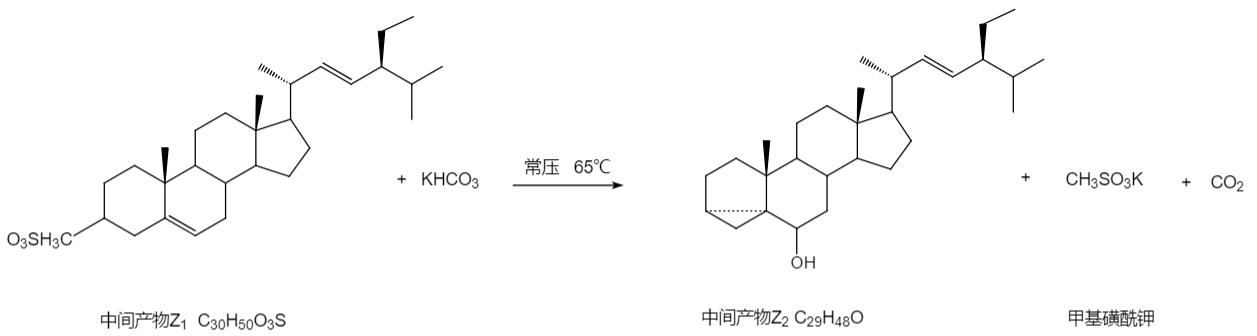 常压 65℃
+ KHCO₃
+ CH₃SO₃K + CO₂
O₃SH₃C
OH
中间产物Z₁ C₃₀H₅₀O₃S
中间产物Z₂ C₂₉H₄₈O
甲基磺酰钾